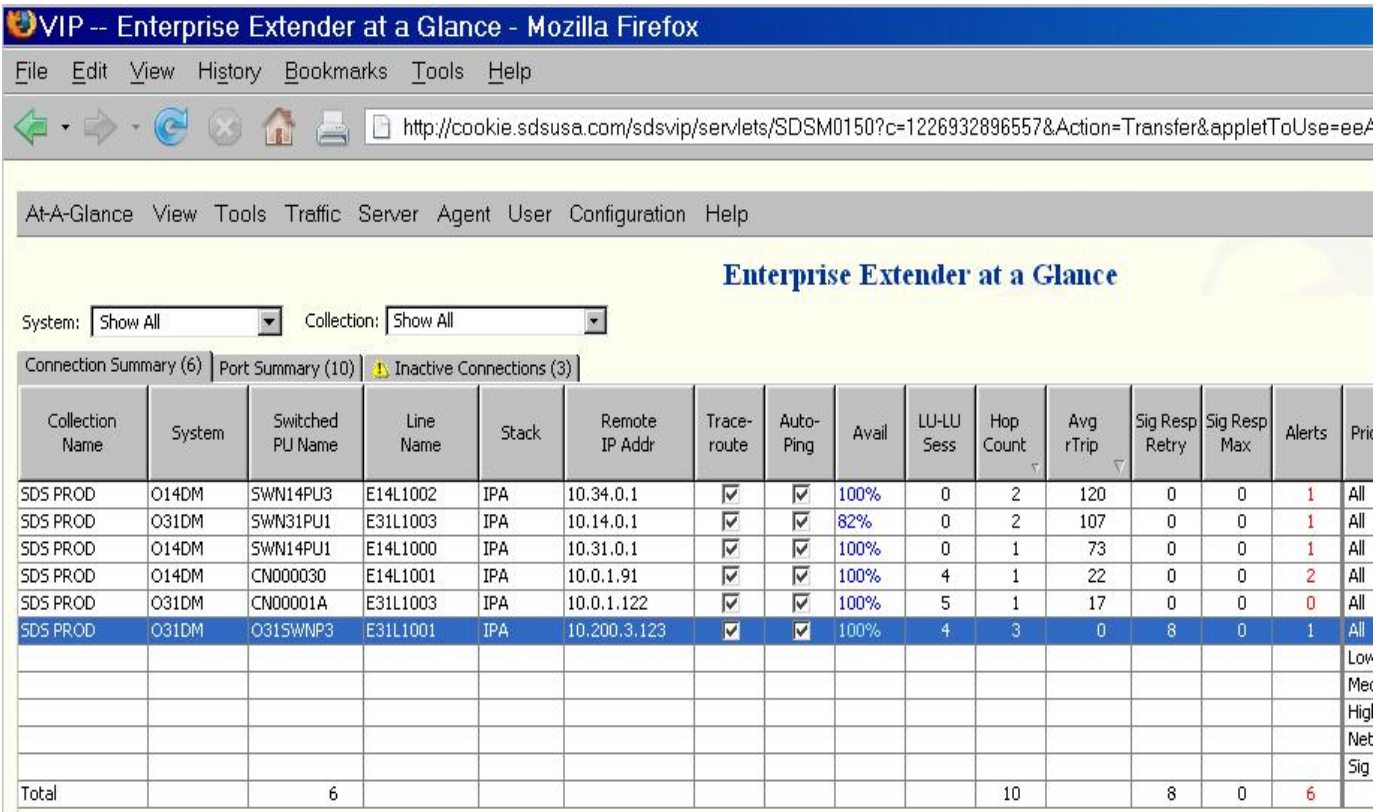 VIP -- Enterprise Extender at a Glance - Mozilla Firefox
File Edit View History Bookmarks Tools Help
http://cookie.sdsusa.com/sdsvip/servlets/SDSM0150?c=1226932896557&Action=Transfer&appletToUse=eeA
At-A-Glance View Tools Traffic Server Agent User Configuration Help
Enterprise Extender at a Glance
System: Show All Collection: Show All
Connection Summary (6) Port Summary (10) Inactive Connections (3)
Collection Name System Switched PU Name Line Name Stack Remote IP Addr Trace-route Auto-Ping Avail LU-LU Sess Hop Count Avg rTrip Sig Resp Retry Sig Resp Max Alerts Pric
SDS PROD O14DM SWN14PU3 E14L1002 IPA 10.34.0.1 100% 0 2 120 0 0 1 All
SDS PROD O31DM SWN31PU1 E31L1003 IPA 10.14.0.1 82% 0 2 107 0 0 1 All
SDS PROD O14DM SWN14PU1 E14L1000 IPA 10.31.0.1 100% 0 1 73 0 0 1 All
SDS PROD O14DM CN000030 E14L1001 IPA 10.0.1.91 100% 4 1 22 0 0 2 All
SDS PROD O31DM CN00001A E31L1003 IPA 10.0.1.122 100% 5 1 17 0 0 0 All
SDS PROD O31DM O31SWNP3 E31L1001 IPA 10.200.3.123 100% 4 3 0 8 0 1 All
Low
Med
High
Net
Sig
Total 6 10 8 0 6